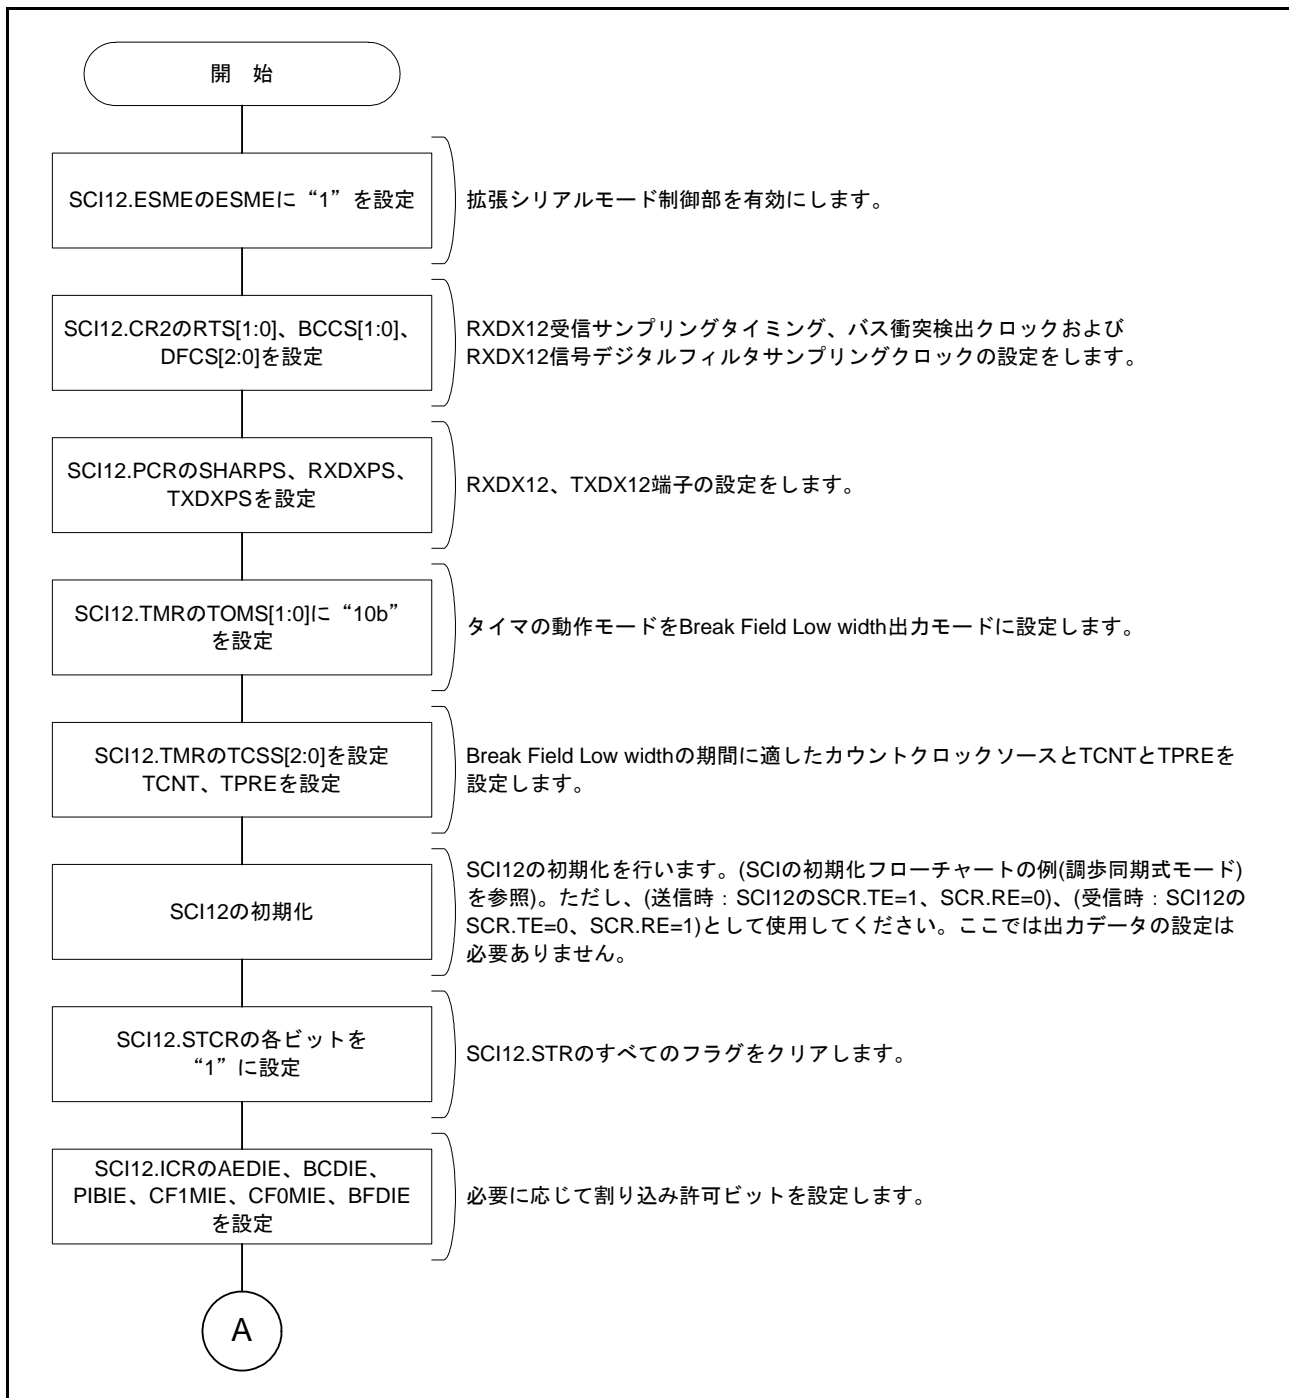 開　始
SCI12.ESMEのESMEに“1”を設定
拡張シリアルモード制御部を有効にします。
SCI12.CR2のRTS[1:0]、BCCS[1:0]、
DFCS[2:0]を設定
RXDX12受信サンプリングタイミング、バス衝突検出クロックおよび
RXDX12信号デジタルフィルタサンプリングクロックの設定をします。
SCI12.PCRのSHARPS、RXDXPS、
TXDXPSを設定
RXDX12、TXDX12端子の設定をします。
SCI12.TMRのTOMS[1:0]に“10b”
を設定
タイマの動作モードをBreak Field Low width出力モードに設定します。
SCI12.TMRのTCSS[2:0]を設定
TCNT、TPREを設定
Break Field Low widthの期間に適したカウントクロックソースとTCNTとTPREを
設定します。
SCI12の初期化
SCI12の初期化を行います。(SCIの初期化フローチャートの例(調歩同期式モード)
を参照)。ただし、(送信時：SCI12のSCR.TE=1、SCR.RE=0)、(受信時：SCI12の
SCR.TE=0、SCR.RE=1)として使用してください。ここでは出力データの設定は
必要ありません。
SCI12.STCRの各ビットを
“1”に設定
SCI12.STRのすべてのフラグをクリアします。
SCI12.ICRのAEDIE、BCDIE、
PIBIE、CF1MIE、CF0MIE、BFDIE
を設定
必要に応じて割り込み許可ビットを設定します。
A